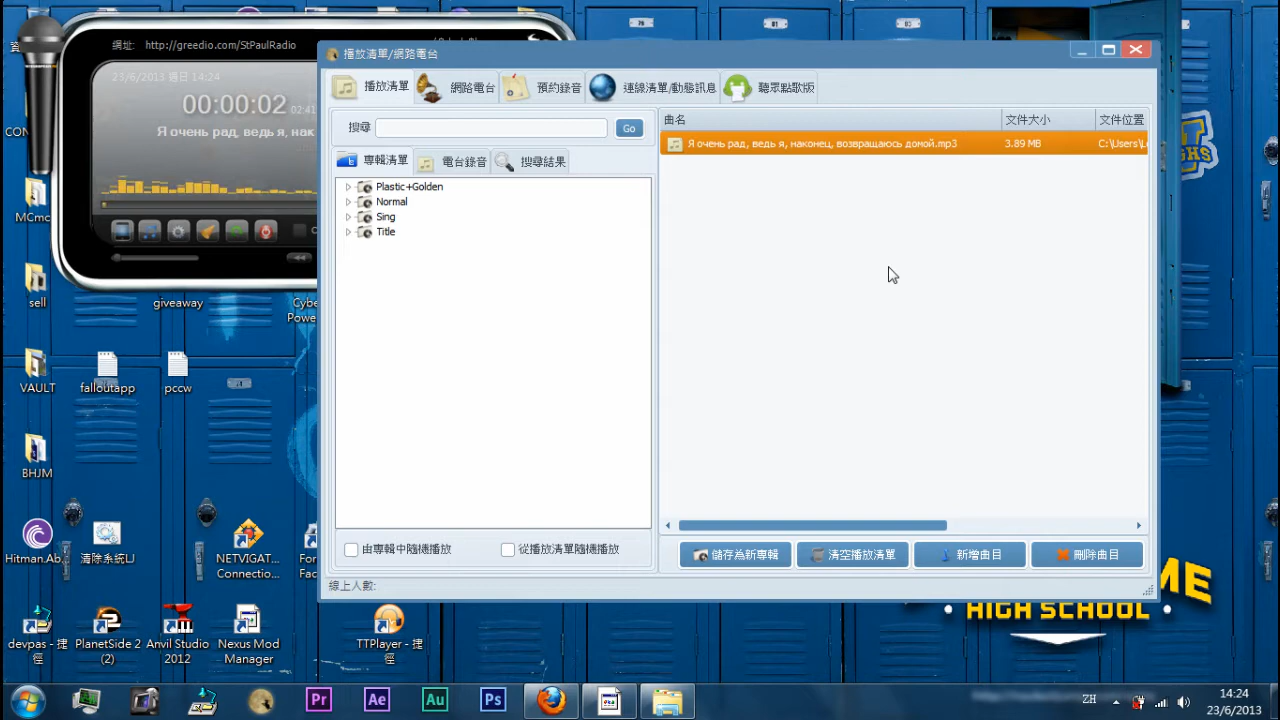 網址: http://greedio.com/StPaulRadio
23/6/2013 週日 14:24
00:00:02 02:41
Я очень рад, ведь я, нак
播放清單/網路電台
播放清單 網路電台 預約錄音 連線清單/動態訊息 聽眾點歌版
搜尋 Go
專輯清單 電台錄音 搜尋結果
Plastic+Golden
Normal
Sing
Title
曲名 文件大小 文件位置
Я очень рад, ведь я, наконец, возвращаюсь домой.mp3 3.89 MB C:\Users\L
由專輯中隨機播放 從播放清單隨機播放
儲存為新專輯 清空播放清單 新增曲目 刪除曲目
線上人數:
MCmc
sell
giveaway
Cybe
Powe
VAULT
falloutapp
pccw
BHJM
Hitman.Ab
清除系統LJ
NETVIGAT...
Connectio...
For
Fac
devpas - 捷
徑
PlanetSide 2
(2)
Anvil Studio
2012
Nexus Mod
Manager
TTPlayer - 捷
徑
ME
HIGH SCHOOL
Pr Ae Au Ps
ZH
14:24
23/6/2013